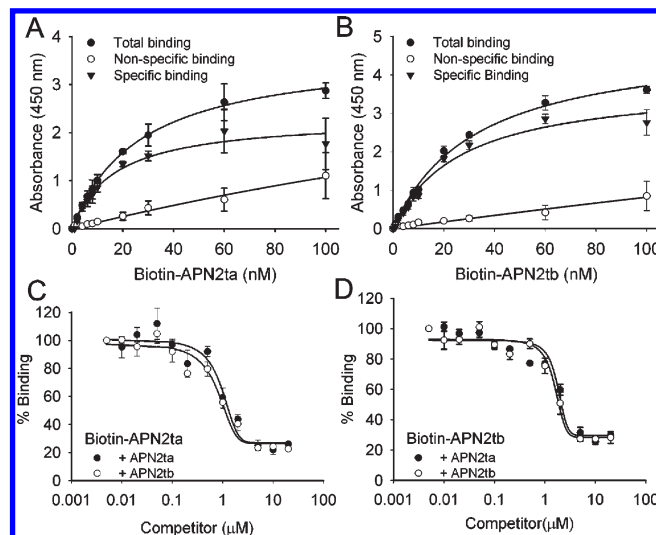 A
Total binding
Non-specific binding
Specific binding
Absorbance (450 nm)
4
3
2
1
0
0 20 40 60 80 100
Biotin-APN2ta (nM)
B
Total binding
Non-specific binding
Specific Binding
Absorbance (450 nm)
5
4
3
2
1
0
0 20 40 60 80 100
Biotin-APN2tb (nM)
C
% Binding
120
100
80
60
40
20
0
Biotin-APN2ta
+ APN2ta
+ APN2tb
0.001 0.01 0.1 1 10 100
Competitor (μM)
D
% Binding
120
100
80
60
40
20
0
Biotin-APN2tb
+ APN2ta
+ APN2tb
0.001 0.01 0.1 1 10 100
Competitor(μM)